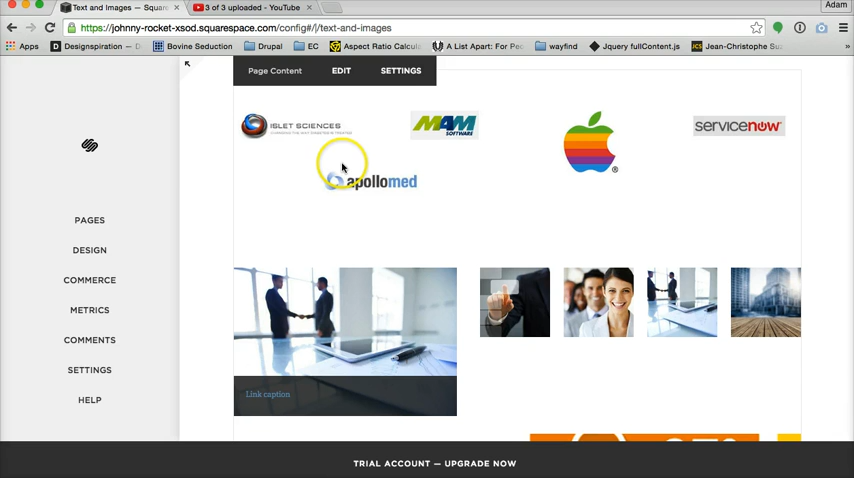 Text and Images — Squar
3 of 3 uploaded - YouTube
Adam
https://johnny-rocket-xsod.squarespace.com/config#/|/text-and-images
Apps
D Designspiration — D
Bovine Seduction
Drupal
EC
Aspect Ratio Calcula
A List Apart: For Peo
wayfind
Jquery fullContent.js
JCS Jean-Christophe Su
»
Page Content
EDIT
SETTINGS
ISLET SCIENCES
MAM
SOFTWARE
®
servicenow
apollomed
PAGES
DESIGN
COMMERCE
METRICS
COMMENTS
SETTINGS
HELP
Link caption
TRIAL ACCOUNT — UPGRADE NOW